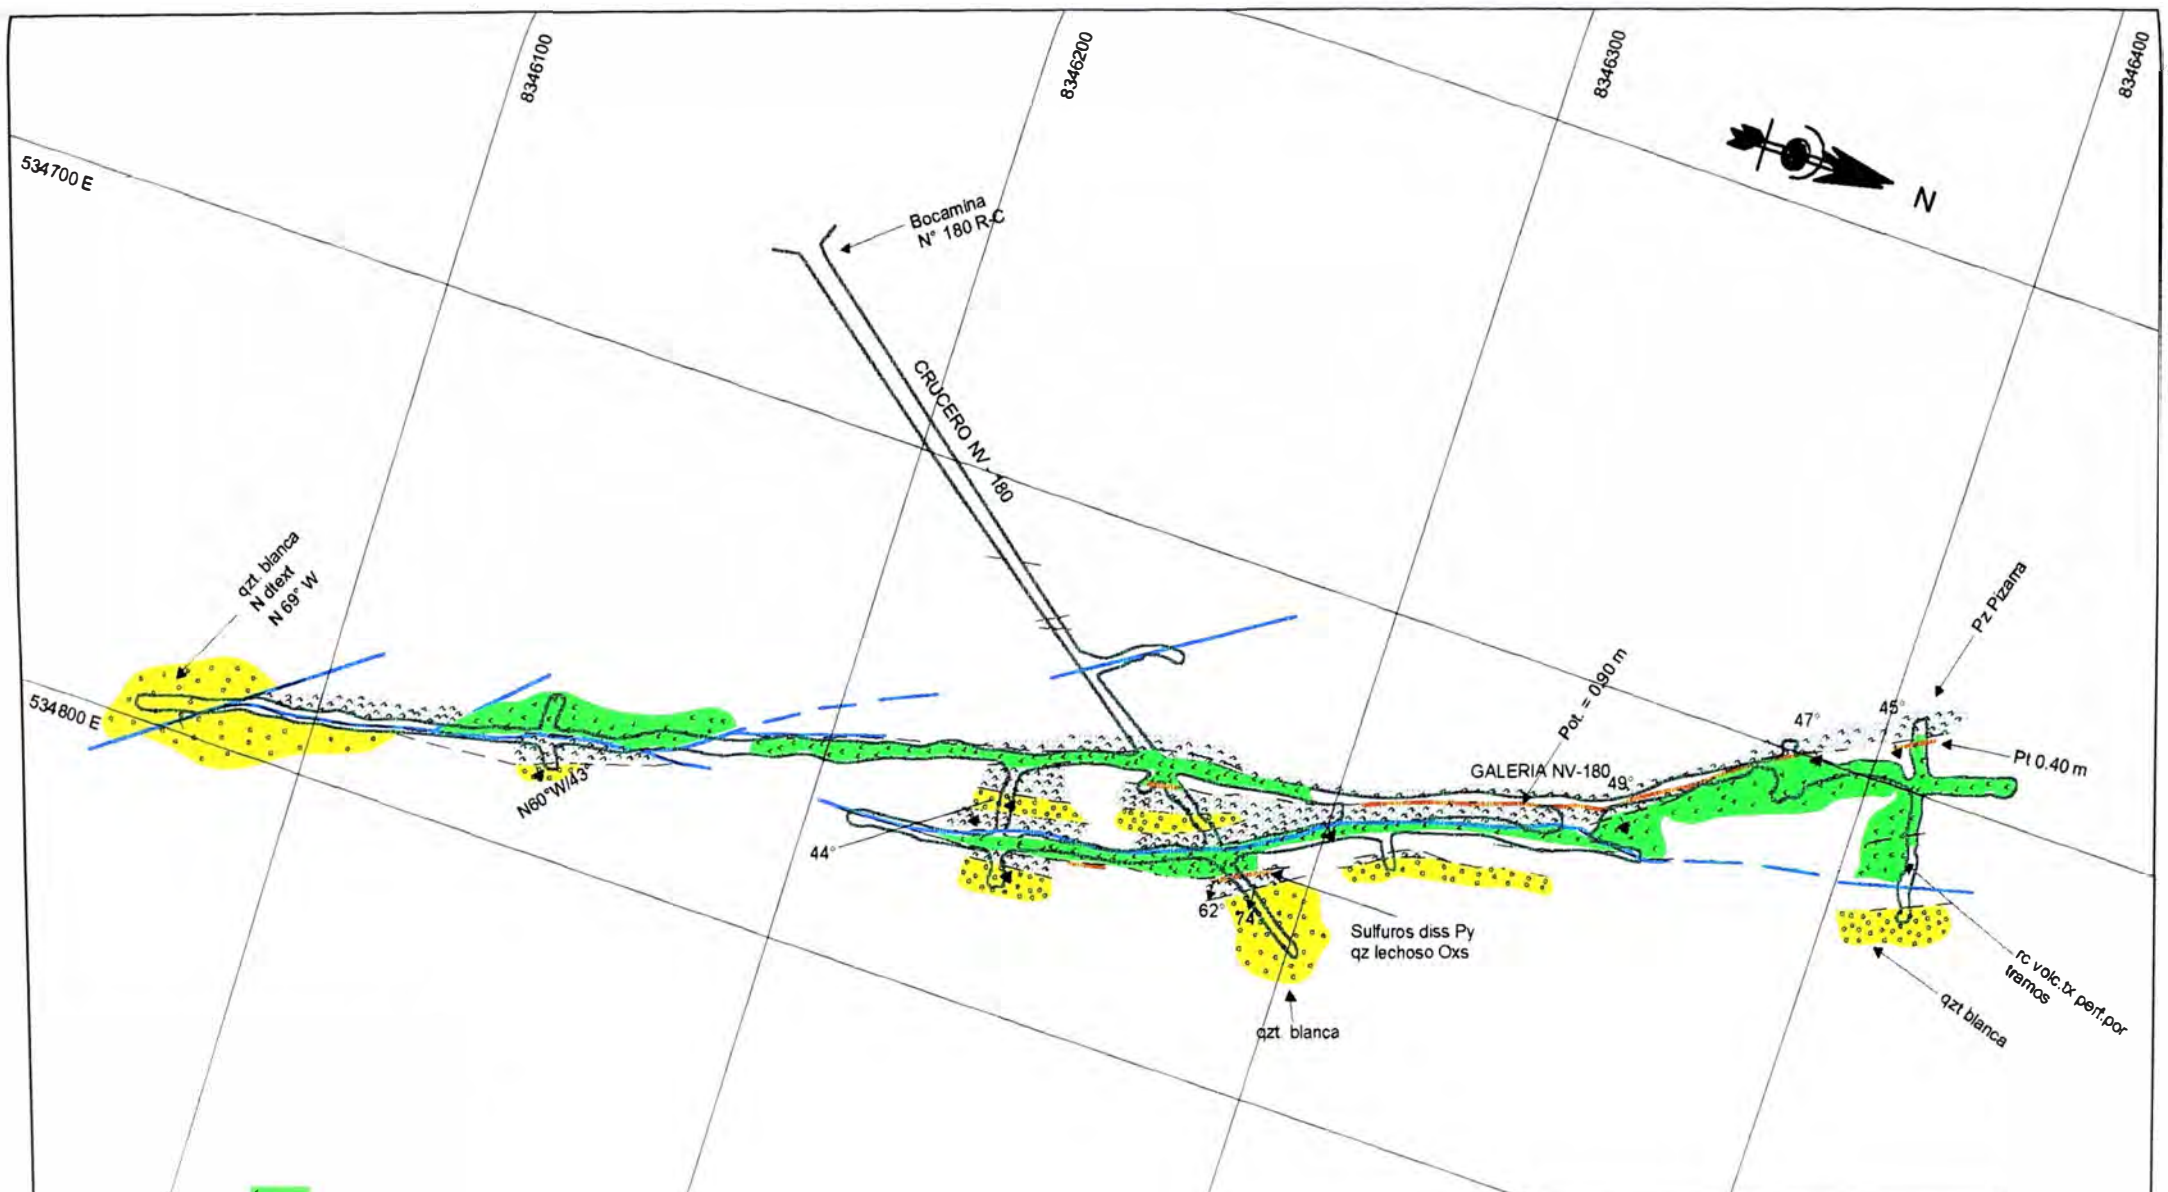 8346100
8346200
8346300
8346400
534700 E
N
Bocamina
N° 180 R-C
CRUCERO NV - 180
qzt. blanca
N dtext
N 69° W
Pz Pizarra
534800 E
Pot. = 0.90 m
47°
45°
Pt 0.40 m
GALERIA NV-180
49°
N60°W/43°
44°
62°
74°
Sulfuros diss Py
qz lechoso Oxs
rc volc.tx perf.por
tramos
qzt blanca
qzt. blanca